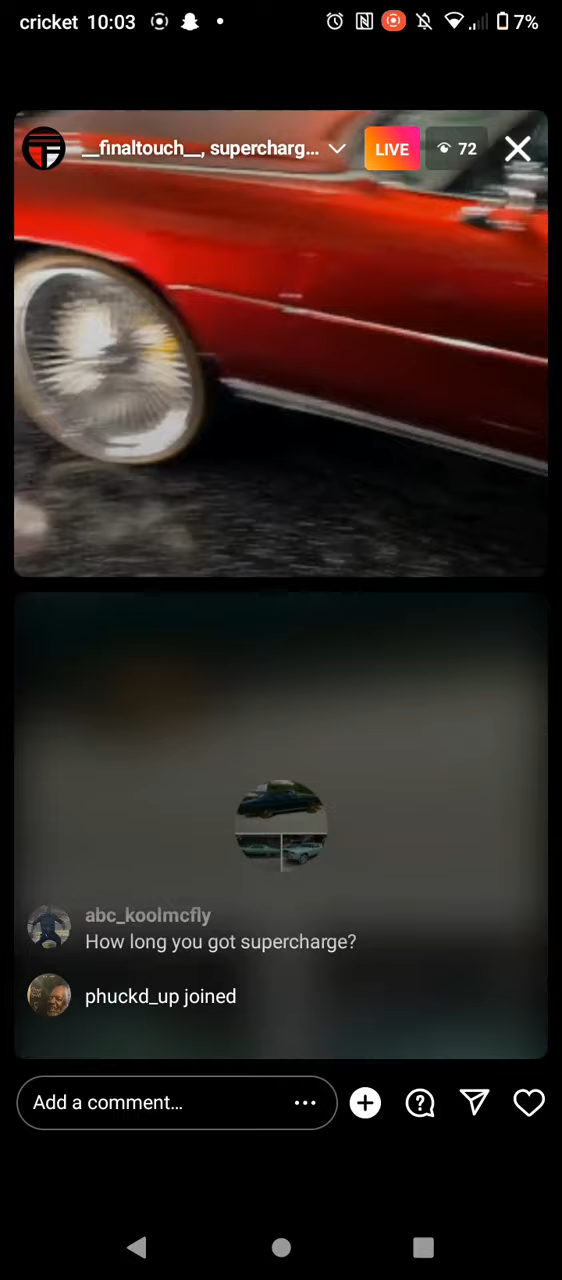 cricket 10:03 7%
__finaltouch__, supercharg... LIVE 72
abc_koolmcfly
How long you got supercharge?
phuckd_up joined
Add a comment...